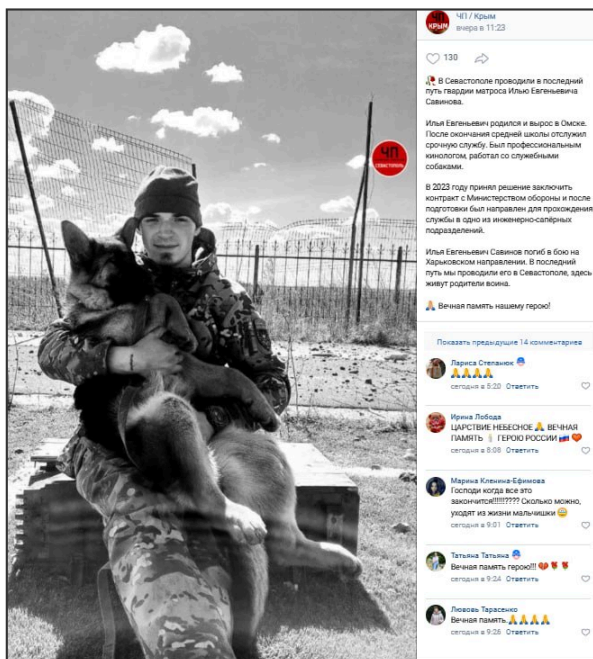 ЧП / Крым
вчера в 11:23
КРЫМ
130
🥀 В Севастополе проводили в последний
путь гвардии матроса Илью Евгеньевича
Савинова.
Илья Евгеньевич родился и вырос в Омске.
После окончания средней школы отслужил
срочную службу. Был профессиональным
кинологом, работал со служебными
собаками.
В 2023 году принял решение заключить
контракт с Министерством обороны и после
подготовки был направлен для прохождения
службы в одно из инженерно-сапёрных
подразделений.
Илья Евгеньевич Савинов погиб в бою на
Харьковском направлении. В последний
путь мы проводили его в Севастополе, здесь
живут родители воина.
🙏 Вечная память нашему герою!
ЧП
СЕВАСТОПОЛЬ
Показать предыдущие 14 комментариев
Лариса Степанюк
🙏🙏🙏🙏
сегодня в 5:20 Ответить
Ирина Лобода
ЦАРСТВИЕ НЕБЕСНОЕ 🙏 ВЕЧНАЯ
ПАМЯТЬ 🕯 ГЕРОЮ РОССИИ 🇷🇺 ❤
сегодня в 8:08 Ответить
Марина Кленина-Ефимова
Господи когда все это
закончится!!!!!!???? Сколько можно,
уходят из жизни мальчишки 😩
сегодня в 9:01 Ответить
Татьяна Татьяна
Вечная память герою!!! 💔 🌹 🌹
сегодня в 9:24 Ответить
Любовь Тарасенко
Вечная память.🙏🙏🙏🙏
сегодня в 9:26 Ответить